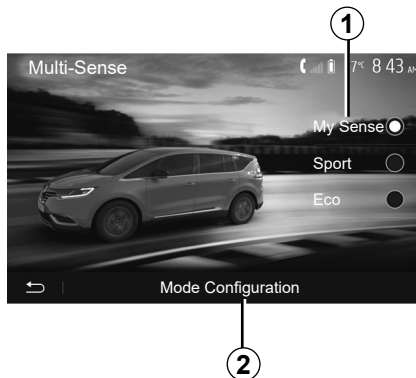 1
Multi-Sense 7°C 8 43 AM
My Sense
Sport
Eco
Mode Configuration
2